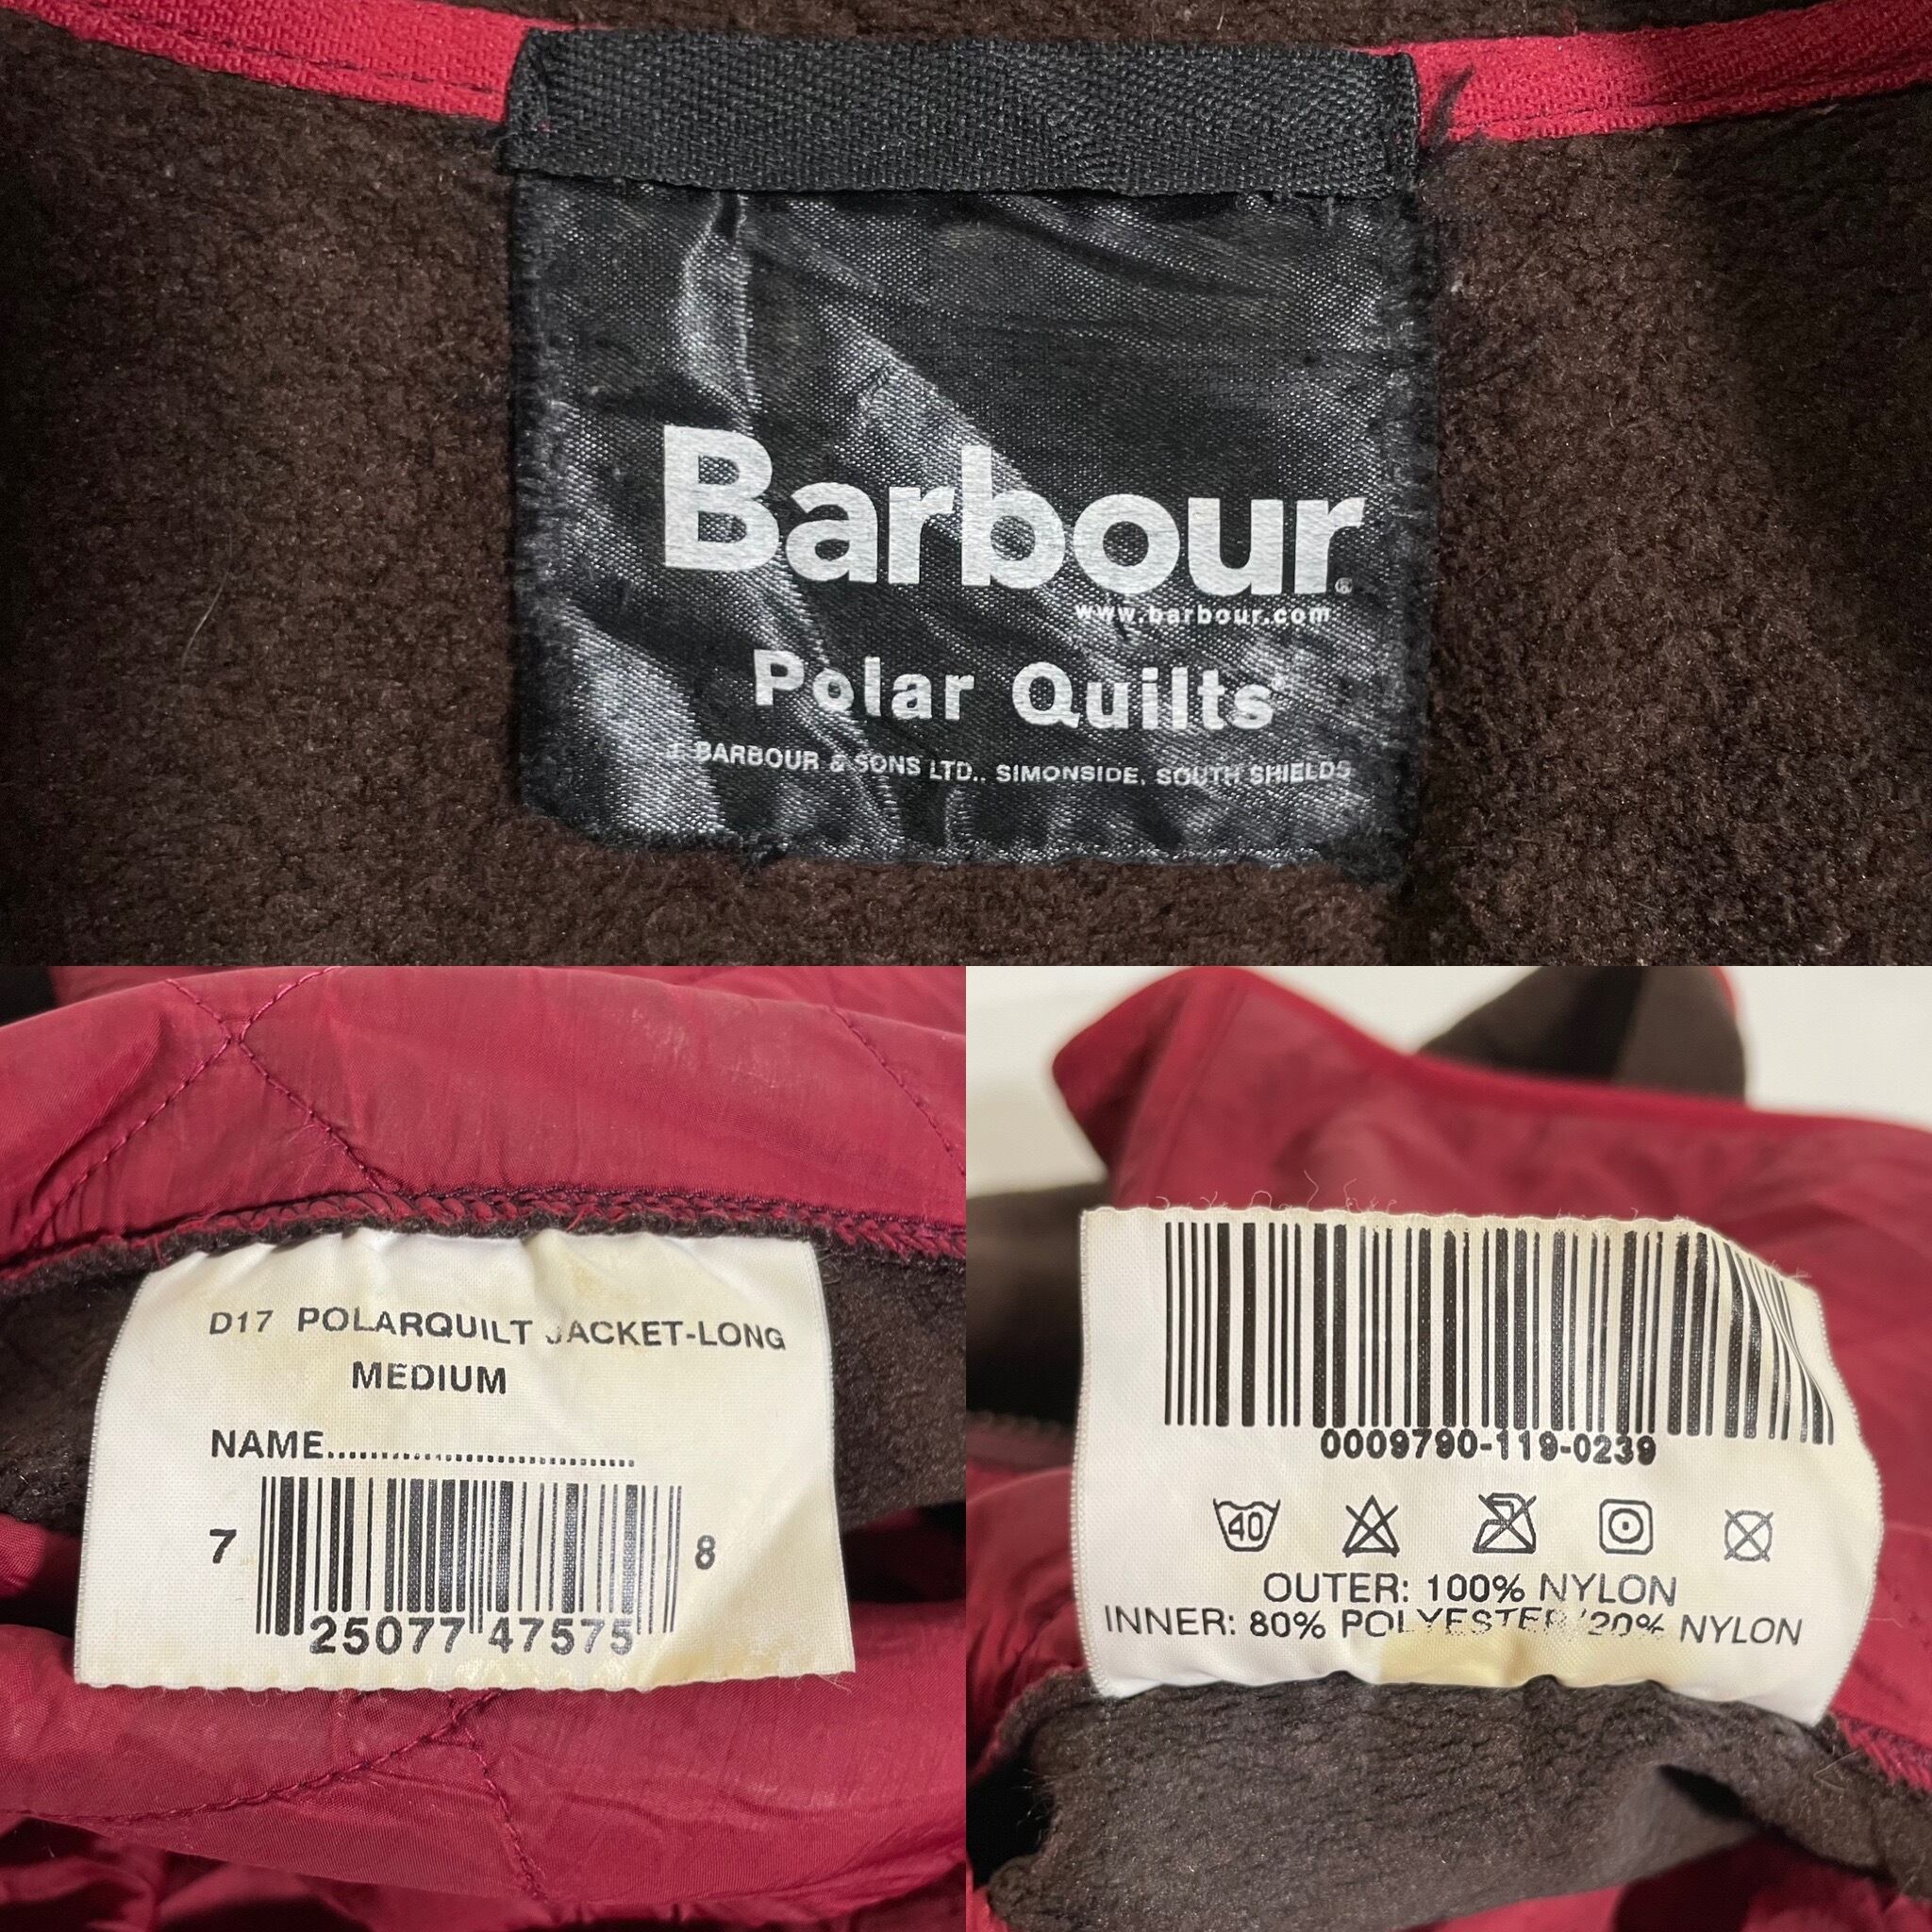 Barbour®
www.barbour.com
Polar Quilts
J. BARBOUR & SONS LTD., SIMONSIDE, SOUTH SHIELDS
D17 POLARQUILT JACKET-LONG
MEDIUM
NAME....................................
7 25077 47575 8
0009790-119-0239
40
OUTER: 100% NYLON
INNER: 80% POLYESTER/20% NYLON